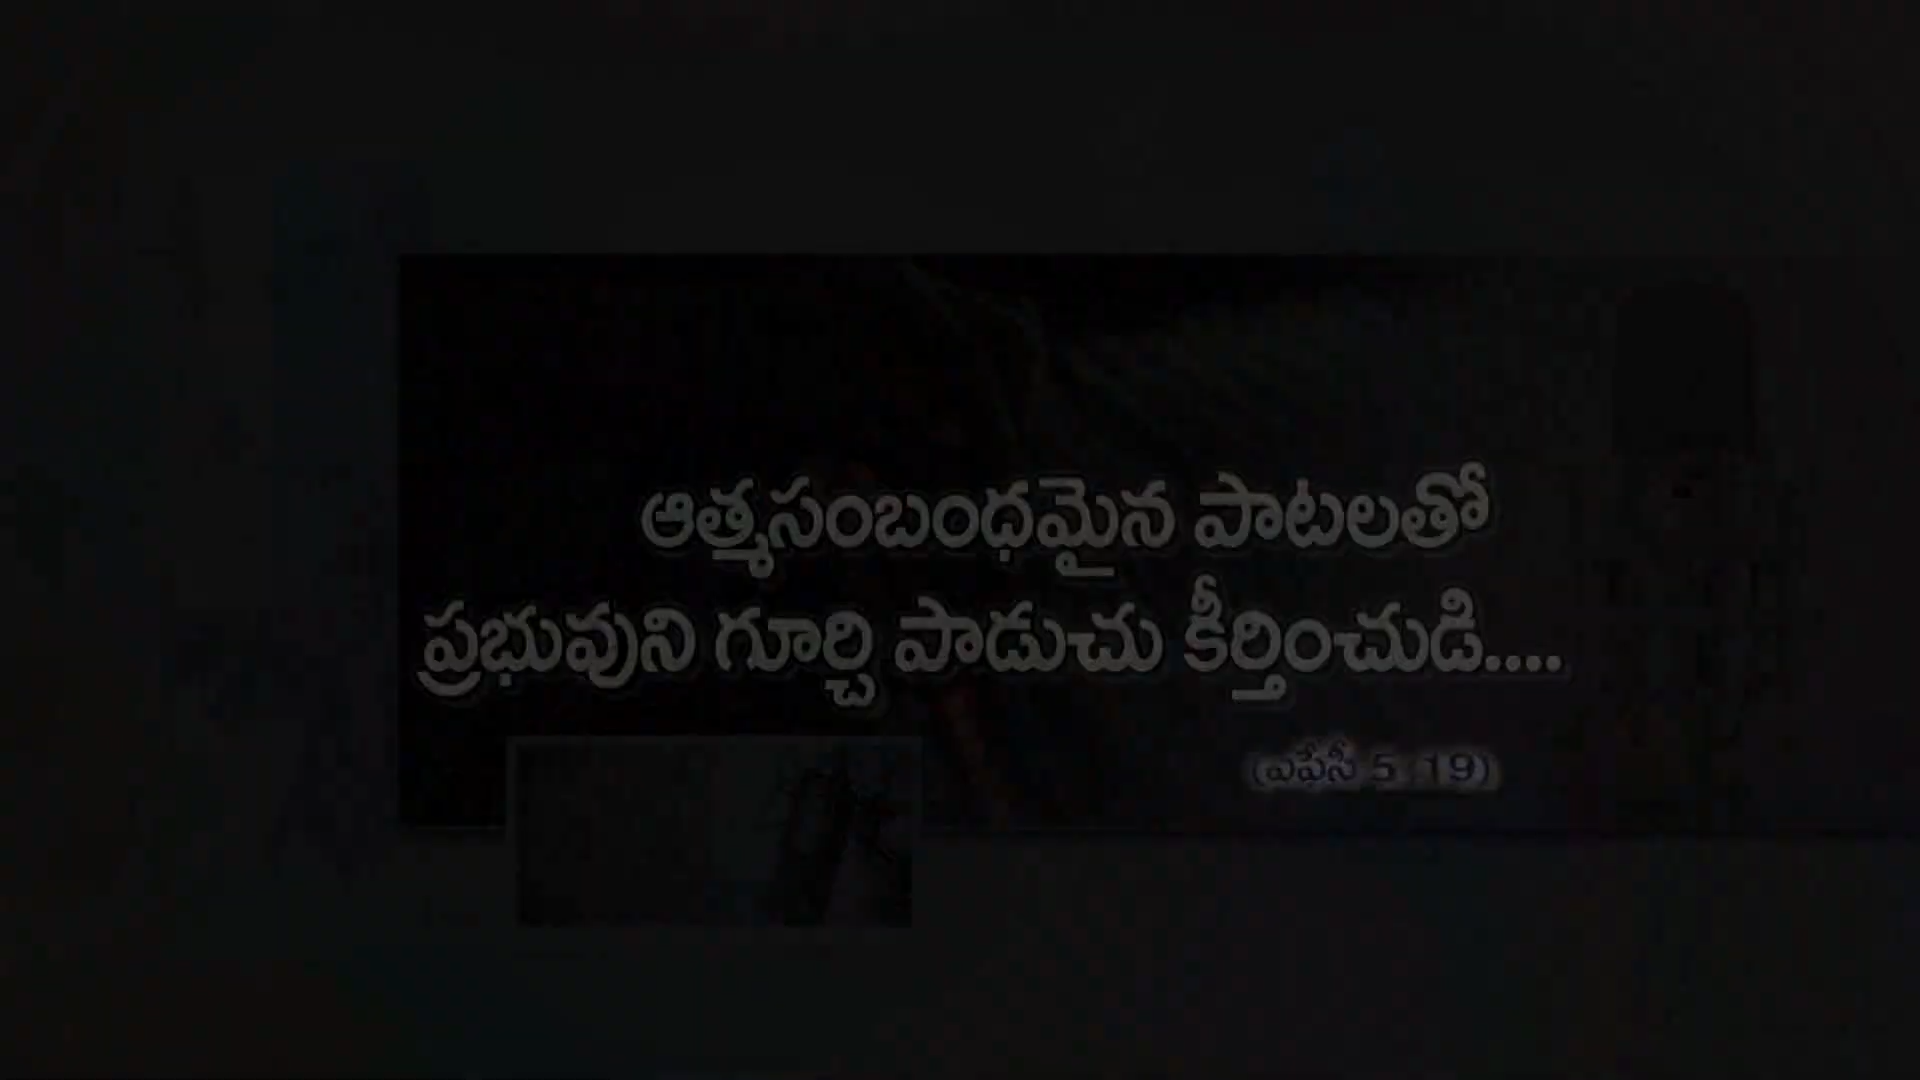 ఆత్మసంబంధమైన పాటలతో
ప్రభువుని గూర్చి పాడుచు కీర్తించుడి....
(ఎఫేసీ 5 :19)